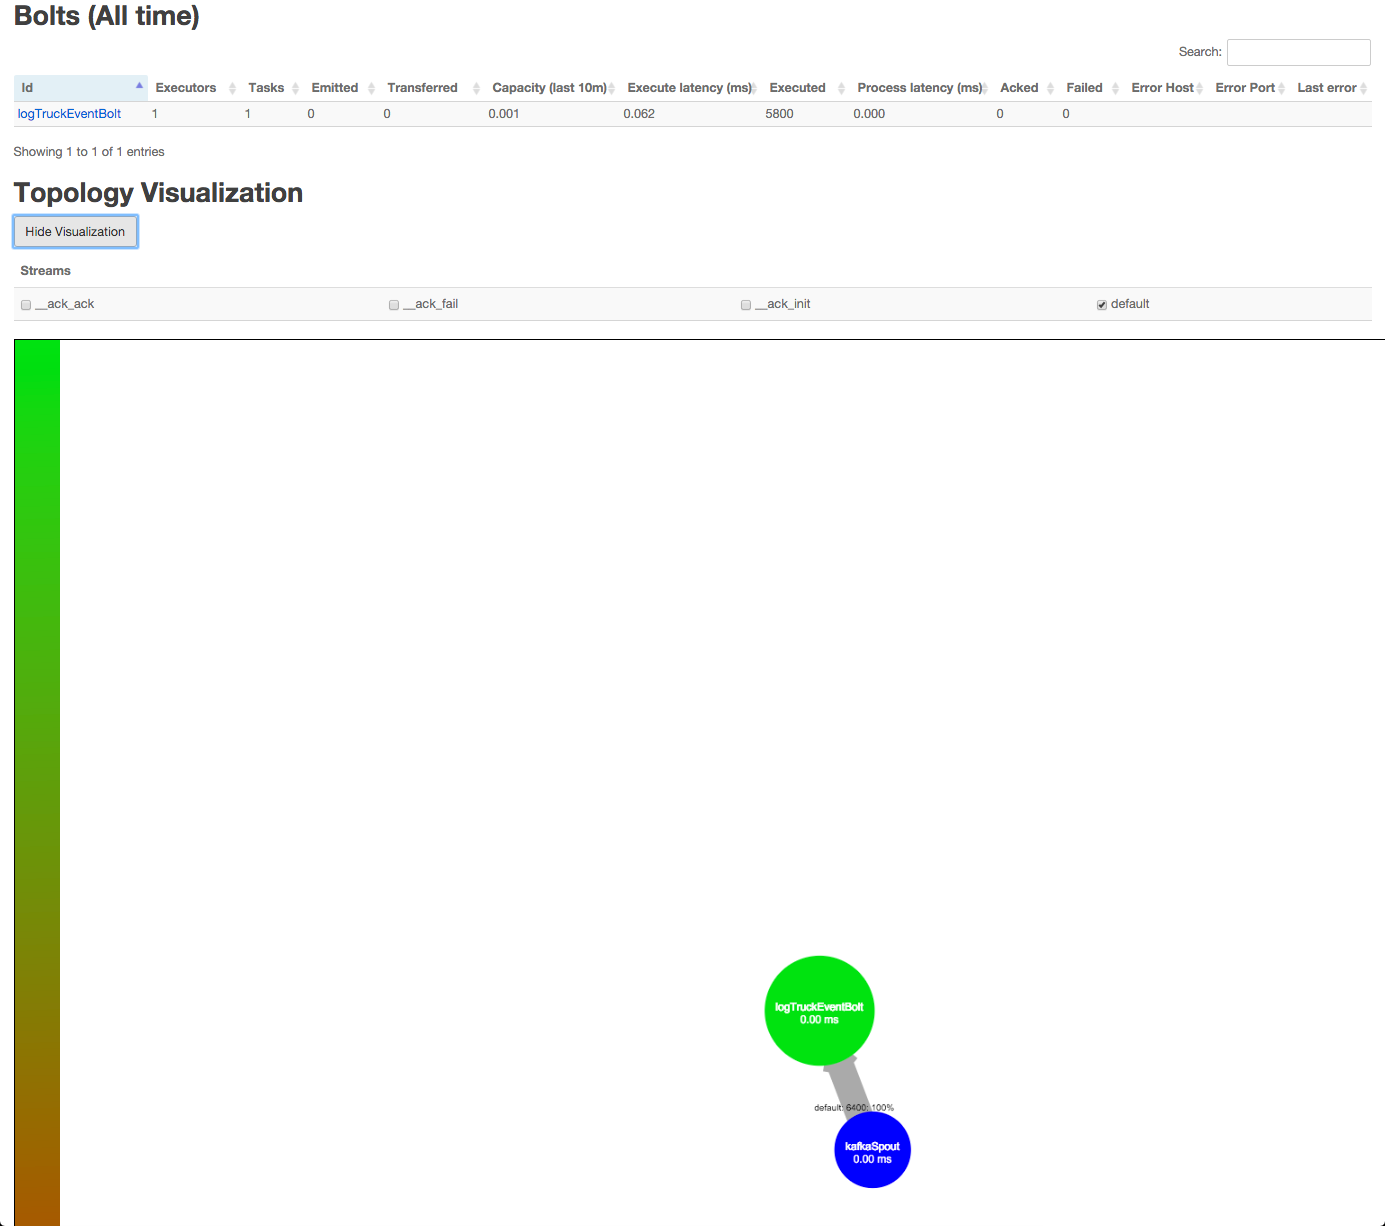 Bolts (All time)
Search:
Id Executors Tasks Emitted Transferred Capacity (last 10m) Execute latency (ms) Executed Process latency (ms) Acked Failed Error Host Error Port Last error
logTruckEventBolt 1 1 0 0 0.001 0.062 5800 0.000 0 0
Showing 1 to 1 of 1 entries
Topology Visualization
Hide Visualization
Streams
__ack_ack __ack_fail __ack_init default
logTruckEventBolt
0.00 ms
default: 6400: 100%
kafkaSpout
0.00 ms